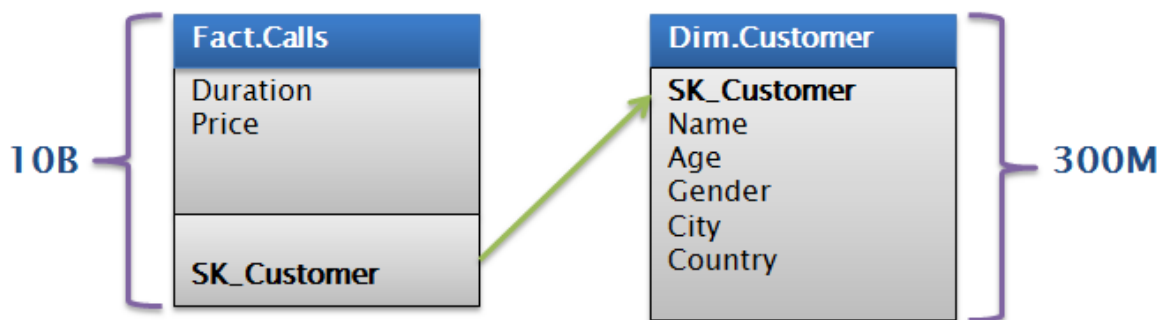 Fact.Calls
Duration
Price
SK_Customer
10B
Dim.Customer
SK_Customer
Name
Age
Gender
City
Country
300M